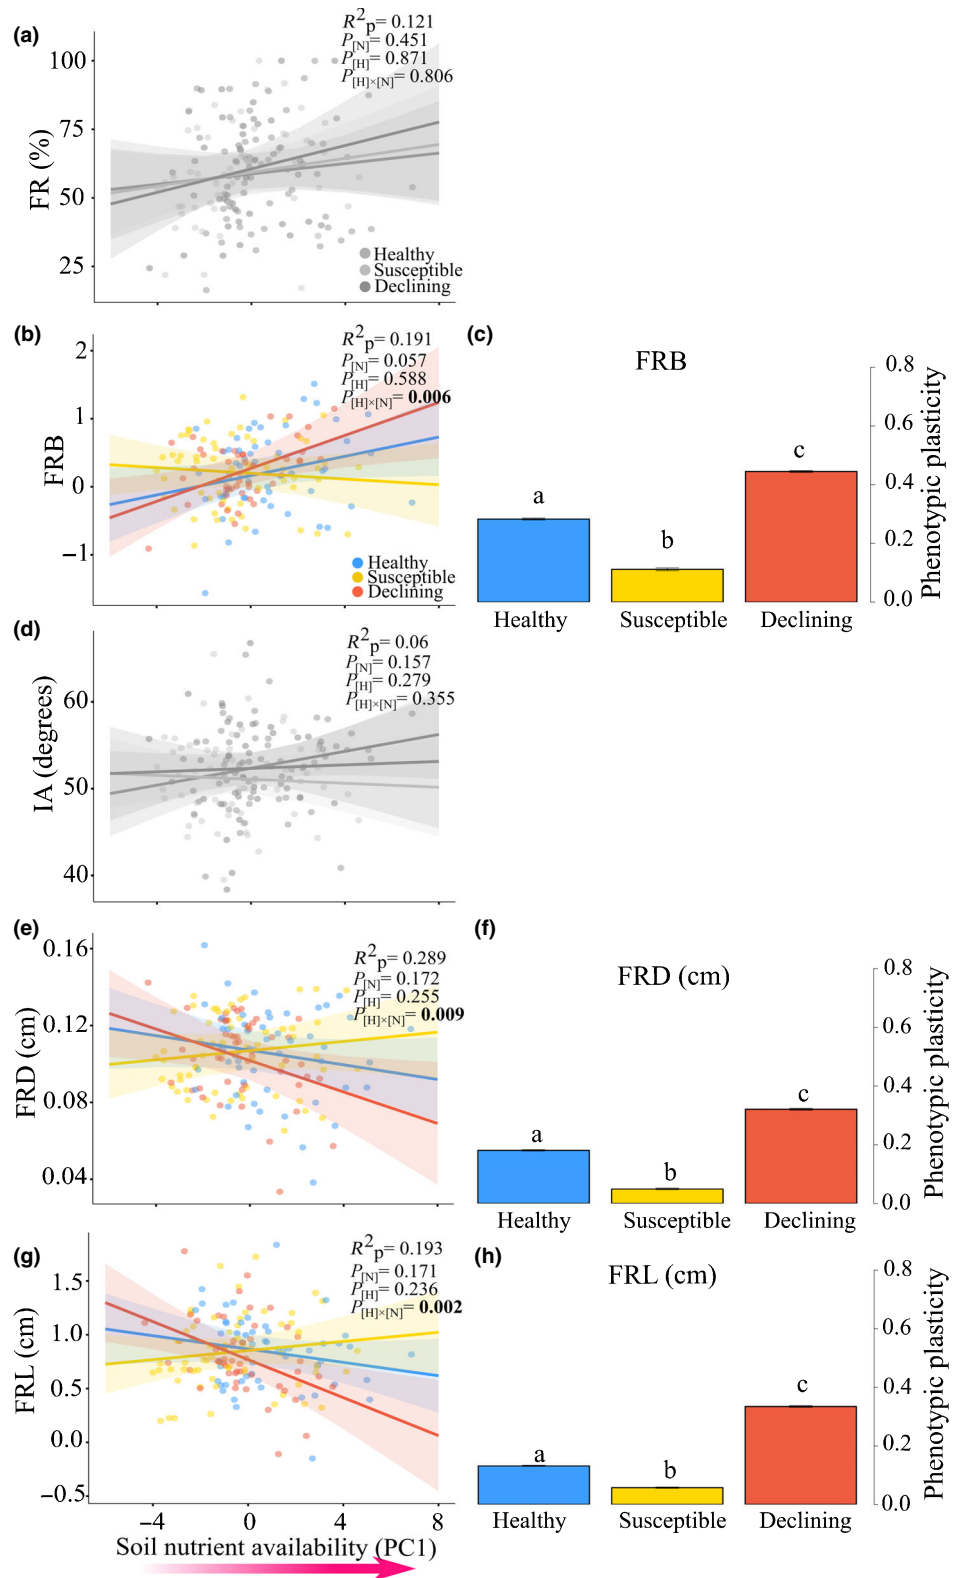 (a)
R²p= 0.121
P[N]= 0.451
P[H]= 0.871
P[H]×[N]= 0.806
100
75
50
25
FR (%)
Healthy
Susceptible
Declining
(b)
R²p= 0.191
P[N]= 0.057
P[H]= 0.588
P[H]×[N]= 0.006
2
1
0
−1
FRB
Healthy
Susceptible
Declining
(c)
FRB
a
b
c
Healthy
Susceptible
Declining
0.8
0.6
0.4
0.2
0.0
Phenotypic plasticity
(d)
R²p= 0.06
P[N]= 0.157
P[H]= 0.279
P[H]×[N]= 0.355
60
50
40
IA (degrees)
(e)
R²p= 0.289
P[N]= 0.172
P[H]= 0.255
P[H]×[N]= 0.009
0.16
0.12
0.08
0.04
FRD (cm)
(f)
FRD (cm)
a
b
c
Healthy
Susceptible
Declining
0.8
0.6
0.4
0.2
0.0
Phenotypic plasticity
(g)
R²p= 0.193
P[N]= 0.171
P[H]= 0.236
P[H]×[N]= 0.002
1.5
1.0
0.5
0.0
−0.5
FRL (cm)
−4
0
4
8
Soil nutrient availability (PC1)
(h)
FRL (cm)
a
b
c
Healthy
Susceptible
Declining
0.8
0.6
0.4
0.2
0.0
Phenotypic plasticity